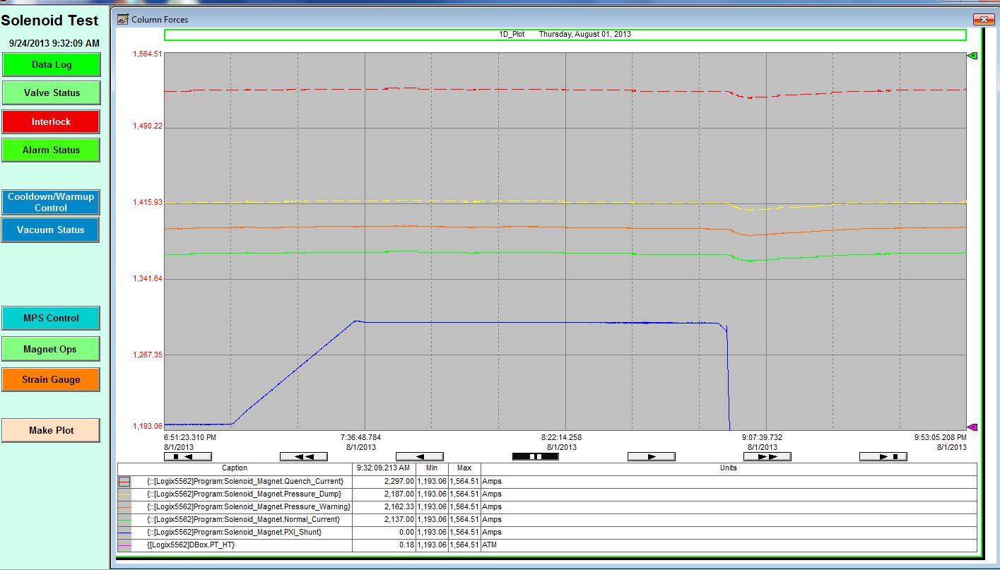 Solenoid Test
9/24/2013 9:32:09 AM
Data Log
Valve Status
Interlock
Alarm Status
Cooldown/Warmup
Control
Vacuum Status
MPS Control
Magnet Ops
Strain Gauge
Make Plot
Column Forces
1D_Plot Thursday, August 01, 2013
1,564.51
1,490.22
1,415.93
1,341.64
1,267.35
1,193.06
6:51:23.310 PM 7:36:48.784 8:22:14.258 9:07:39.732 9:53:05.208 PM
8/1/2013 8/1/2013 8/1/2013 8/1/2013 8/1/2013
Caption 9:32:09.213 AM Min Max Units
{::[Logix5562]Program:Solenoid_Magnet.Quench_Current} 2,297.00 1,193.06 1,564.51 Amps
{::[Logix5562]Program:Solenoid_Magnet.Pressure_Dump} 2,187.00 1,193.06 1,564.51 Amps
{::[Logix5562]Program:Solenoid_Magnet.Pressure_Warning} 2,162.33 1,193.06 1,564.51 Amps
{::[Logix5562]Program:Solenoid_Magnet.Normal_Current} 2,137.00 1,193.06 1,564.51 Amps
{::[Logix5562]Program:Solenoid_Magnet.PXI_Shunt} 0.00 1,193.06 1,564.51 Amps
{[Logix5562]DBox.PT_HT} 0.18 1,193.06 1,564.51 ATM